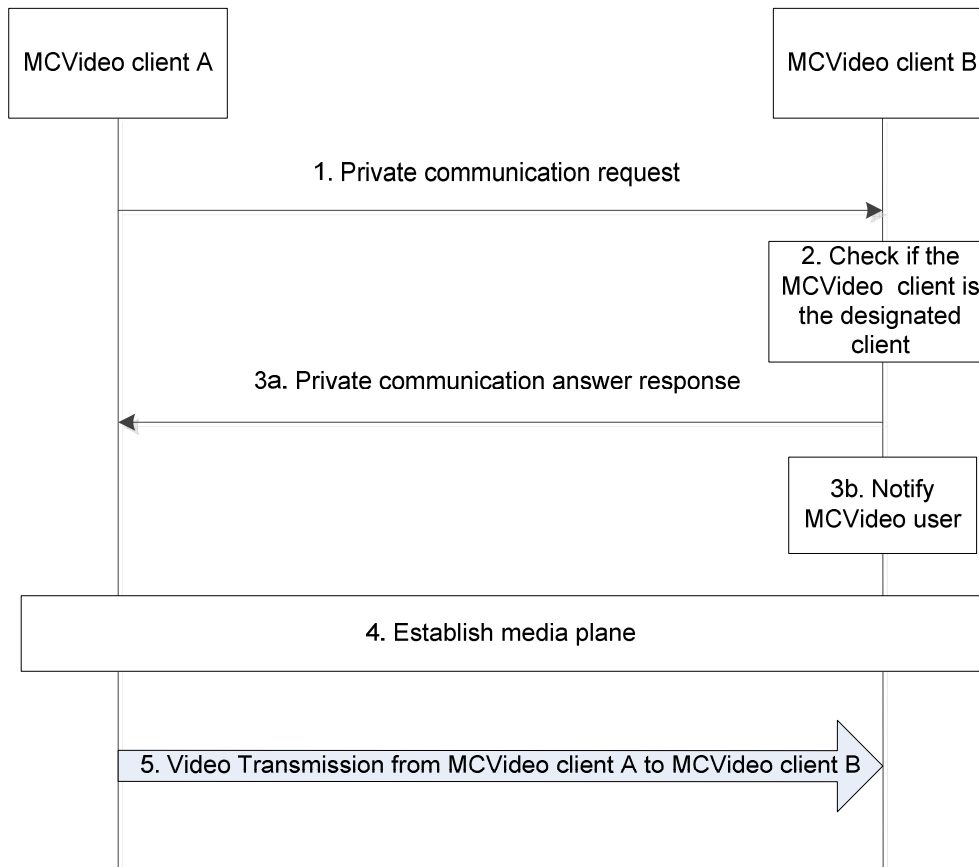 MCVideo client A
MCVideo client B
1. Private communication request
2. Check if the
MCVideo client is
the designated
client
3a. Private communication answer response
3b. Notify
MCVideo user
4. Establish media plane
5. Video Transmission from MCVideo client A to MCVideo client B